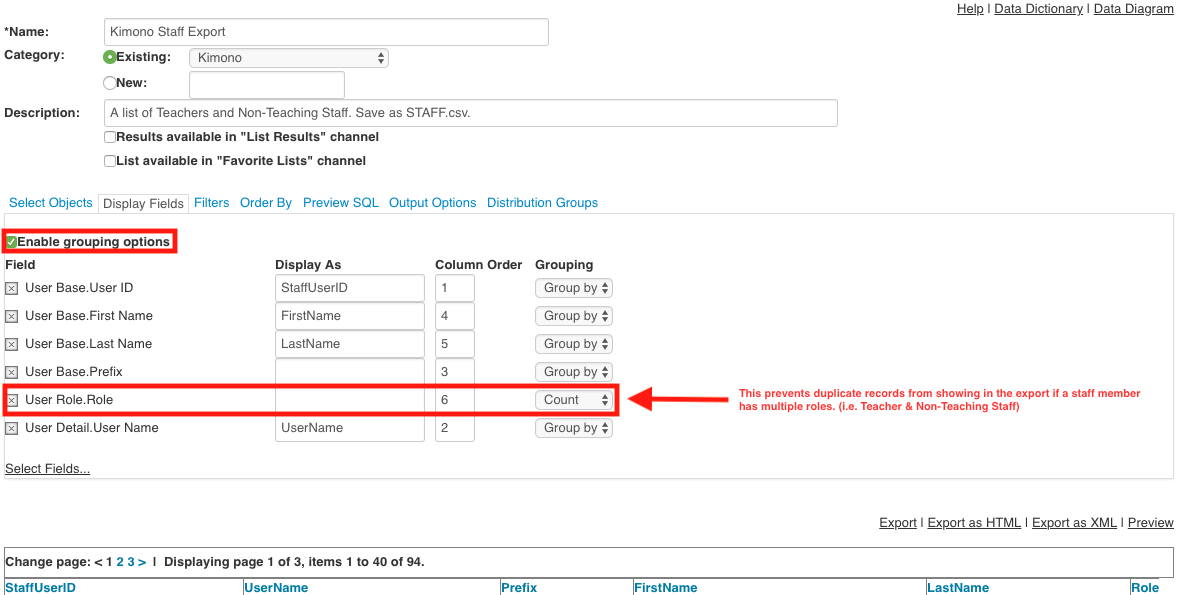 Help | Data Dictionary | Data Diagram
*Name: Kimono Staff Export
Category: Existing: Kimono
New:
Description: A list of Teachers and Non-Teaching Staff. Save as STAFF.csv.
Results available in "List Results" channel
List available in "Favorite Lists" channel
Select Objects Display Fields Filters Order By Preview SQL Output Options Distribution Groups
Enable grouping options
Field Display As Column Order Grouping
User Base.User ID StaffUserID 1 Group by
User Base.First Name FirstName 4 Group by
User Base.Last Name LastName 5 Group by
User Base.Prefix 3 Group by
User Role.Role 6 Count
This prevents duplicate records from showing in the export if a staff member
has multiple roles. (i.e. Teacher & Non-Teaching Staff)
User Detail.User Name UserName 2 Group by
Select Fields...
Export | Export as HTML | Export as XML | Preview
Change page: < 1 2 3 > | Displaying page 1 of 3, items 1 to 40 of 94.
StaffUserID UserName Prefix FirstName LastName Role